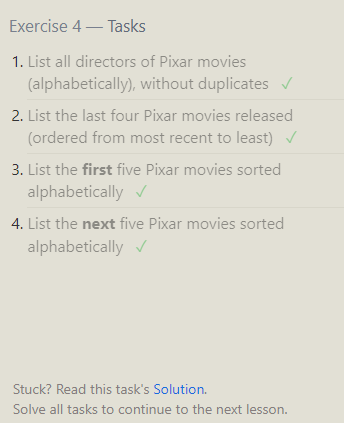 Exercise 4 — Tasks
1. List all directors of Pixar movies
(alphabetically), without duplicates ✓
2. List the last four Pixar movies released
(ordered from most recent to least) ✓
3. List the first five Pixar movies sorted
alphabetically ✓
4. List the next five Pixar movies sorted
alphabetically ✓
Stuck? Read this task's Solution.
Solve all tasks to continue to the next lesson.